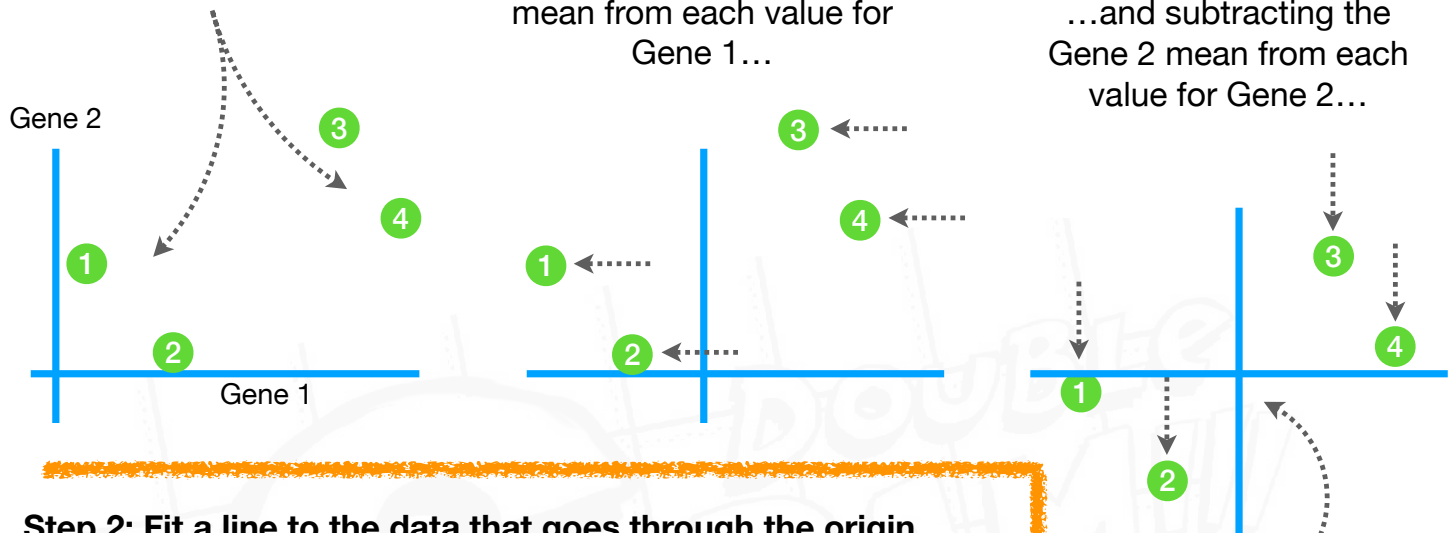 mean from each value for
Gene 1…
…and subtracting the
Gene 2 mean from each
value for Gene 2…
Gene 2
3
4
1
2
Gene 1
3
4
1
2
3
4
1
2
DOUBLE
BAM!!
Step 2: Fit a line to the data that goes through the origin